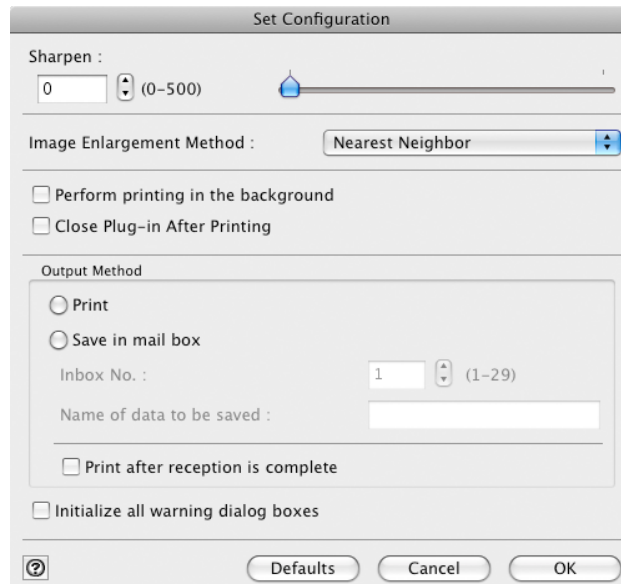 Set Configuration
Sharpen :
0 (0-500)
Image Enlargement Method : Nearest Neighbor
Perform printing in the background
Close Plug-in After Printing
Output Method
Print
Save in mail box
Inbox No. : 1 (1-29)
Name of data to be saved :
Print after reception is complete
Initialize all warning dialog boxes
? Defaults Cancel OK